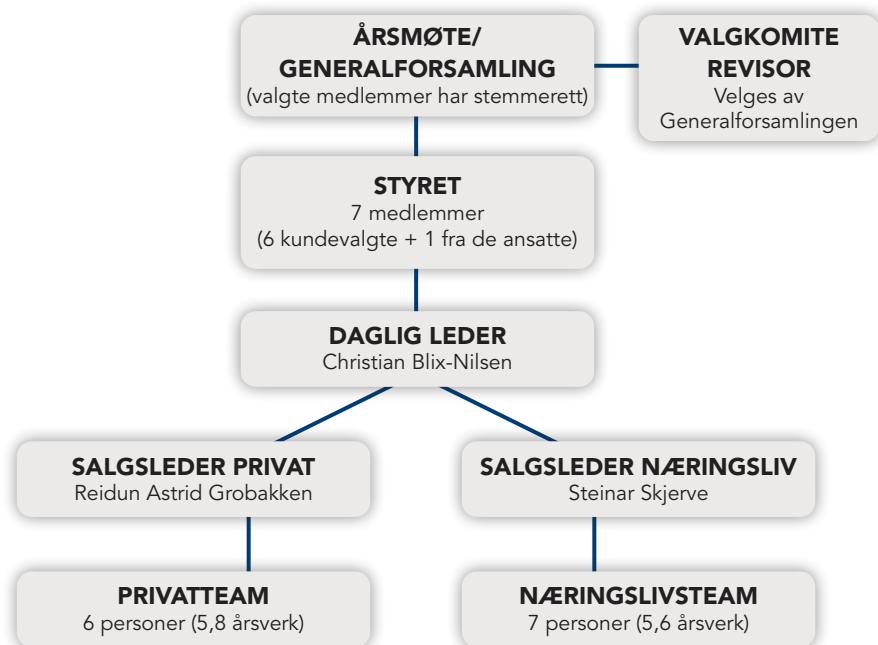 ÅRSMØTE/
GENERALFORSAMLING
(valgte medlemmer har stemmerett)
VALGKOMITE
REVISOR
Velges av
Generalforsamlingen
STYRET
7 medlemmer
(6 kundevalgte + 1 fra de ansatte)
DAGLIG LEDER
Christian Blix-Nilsen
SALGSLEDER PRIVAT
Reidun Astrid Grobakken
SALGSLEDER NÆRINGSLIV
Steinar Skjerve
PRIVATTEAM
6 personer (5,8 årsverk)
NÆRINGSLIVSTEAM
7 personer (5,6 årsverk)